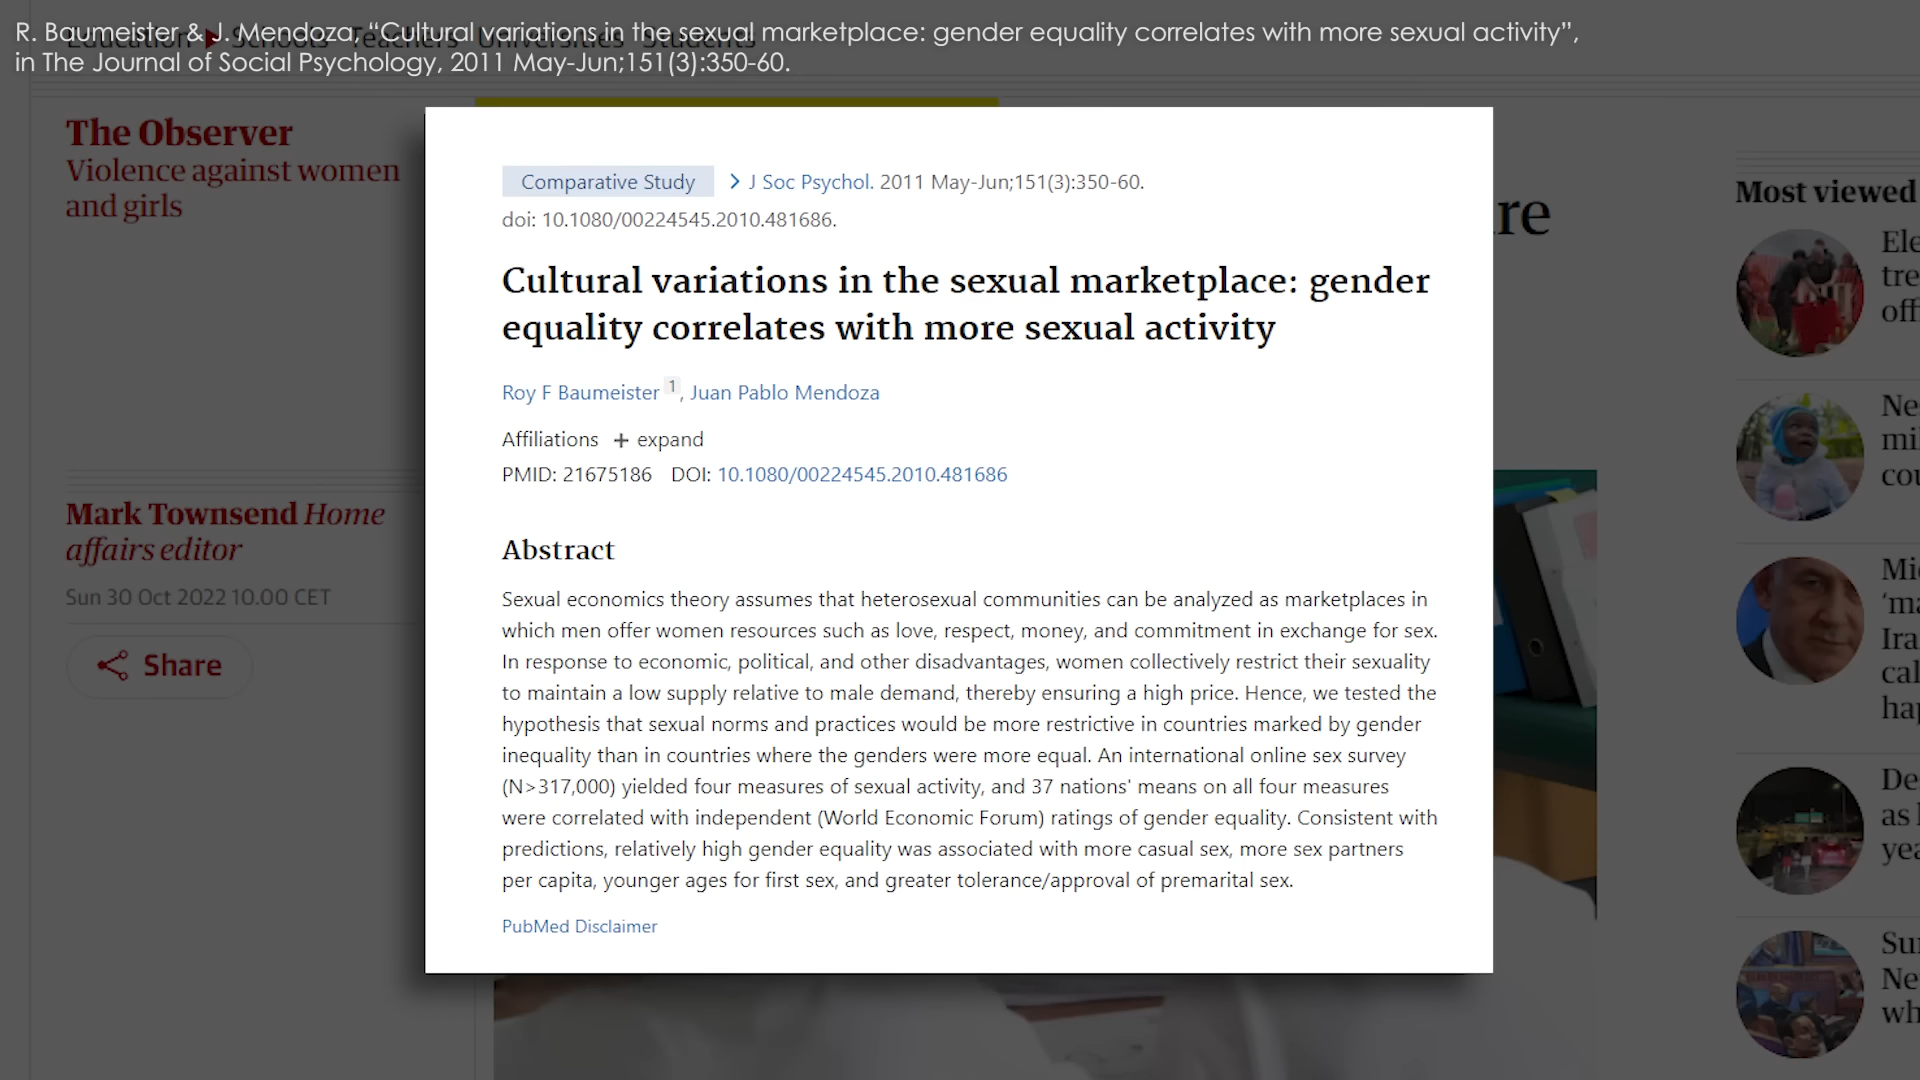 R. Baumeister & J. Mendoza, “Cultural variations in the sexual marketplace: gender equality correlates with more sexual activity”,
in The Journal of Social Psychology, 2011 May-Jun;151(3):350-60.
Education Schools Teachers Universities Students
The Observer
Violence against women
and girls
Mark Townsend Home
affairs editor
Sun 30 Oct 2022 10.00 CET
Share
Comparative Study > J Soc Psychol. 2011 May-Jun;151(3):350-60.
doi: 10.1080/00224545.2010.481686.
Cultural variations in the sexual marketplace: gender
equality correlates with more sexual activity
Roy F Baumeister 1, Juan Pablo Mendoza
Affiliations + expand
PMID: 21675186 DOI: 10.1080/00224545.2010.481686
Abstract
Sexual economics theory assumes that heterosexual communities can be analyzed as marketplaces in
which men offer women resources such as love, respect, money, and commitment in exchange for sex.
In response to economic, political, and other disadvantages, women collectively restrict their sexuality
to maintain a low supply relative to male demand, thereby ensuring a high price. Hence, we tested the
hypothesis that sexual norms and practices would be more restrictive in countries marked by gender
inequality than in countries where the genders were more equal. An international online sex survey
(N>317,000) yielded four measures of sexual activity, and 37 nations' means on all four measures
were correlated with independent (World Economic Forum) ratings of gender equality. Consistent with
predictions, relatively high gender equality was associated with more casual sex, more sex partners
per capita, younger ages for first sex, and greater tolerance/approval of premarital sex.
PubMed Disclaimer
Most viewed